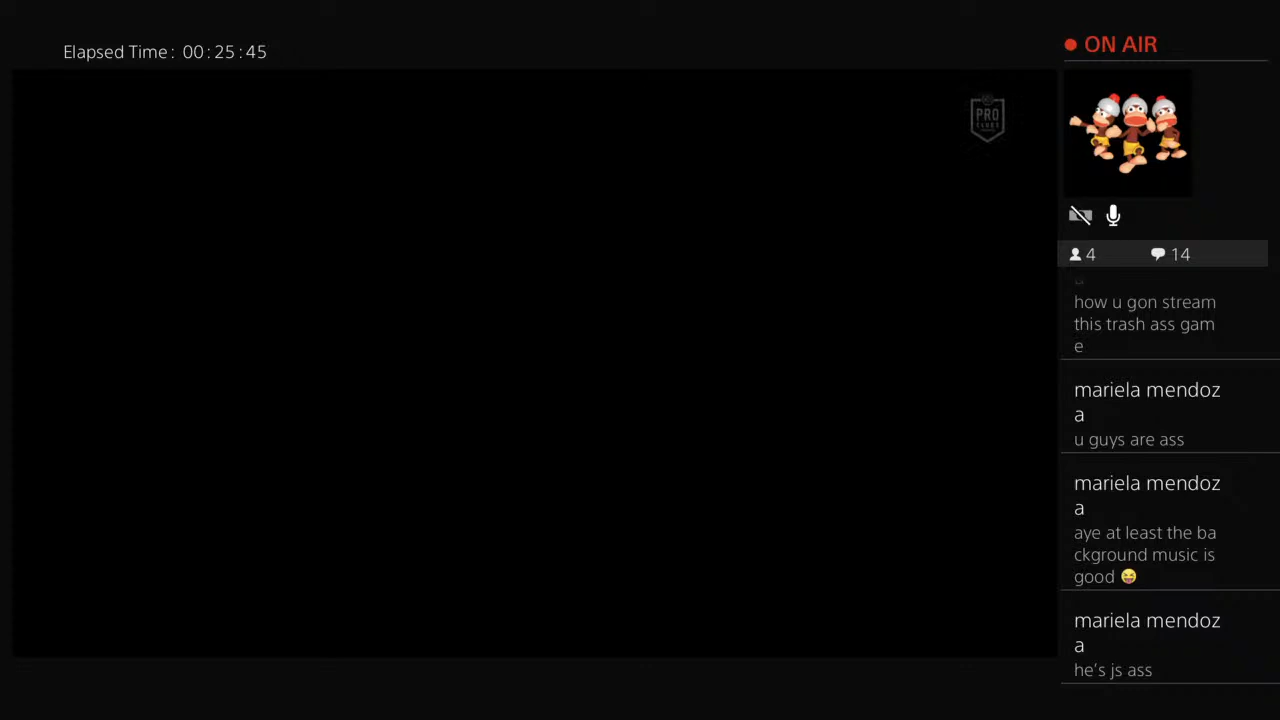 Elapsed Time: 00:25:45
ON AIR
PRO
4
14
how u gon stream
this trash ass gam
e
mariela mendoz
a
u guys are ass
mariela mendoz
a
aye at least the ba
ckground music is
good 😝
mariela mendoz
a
he's js ass